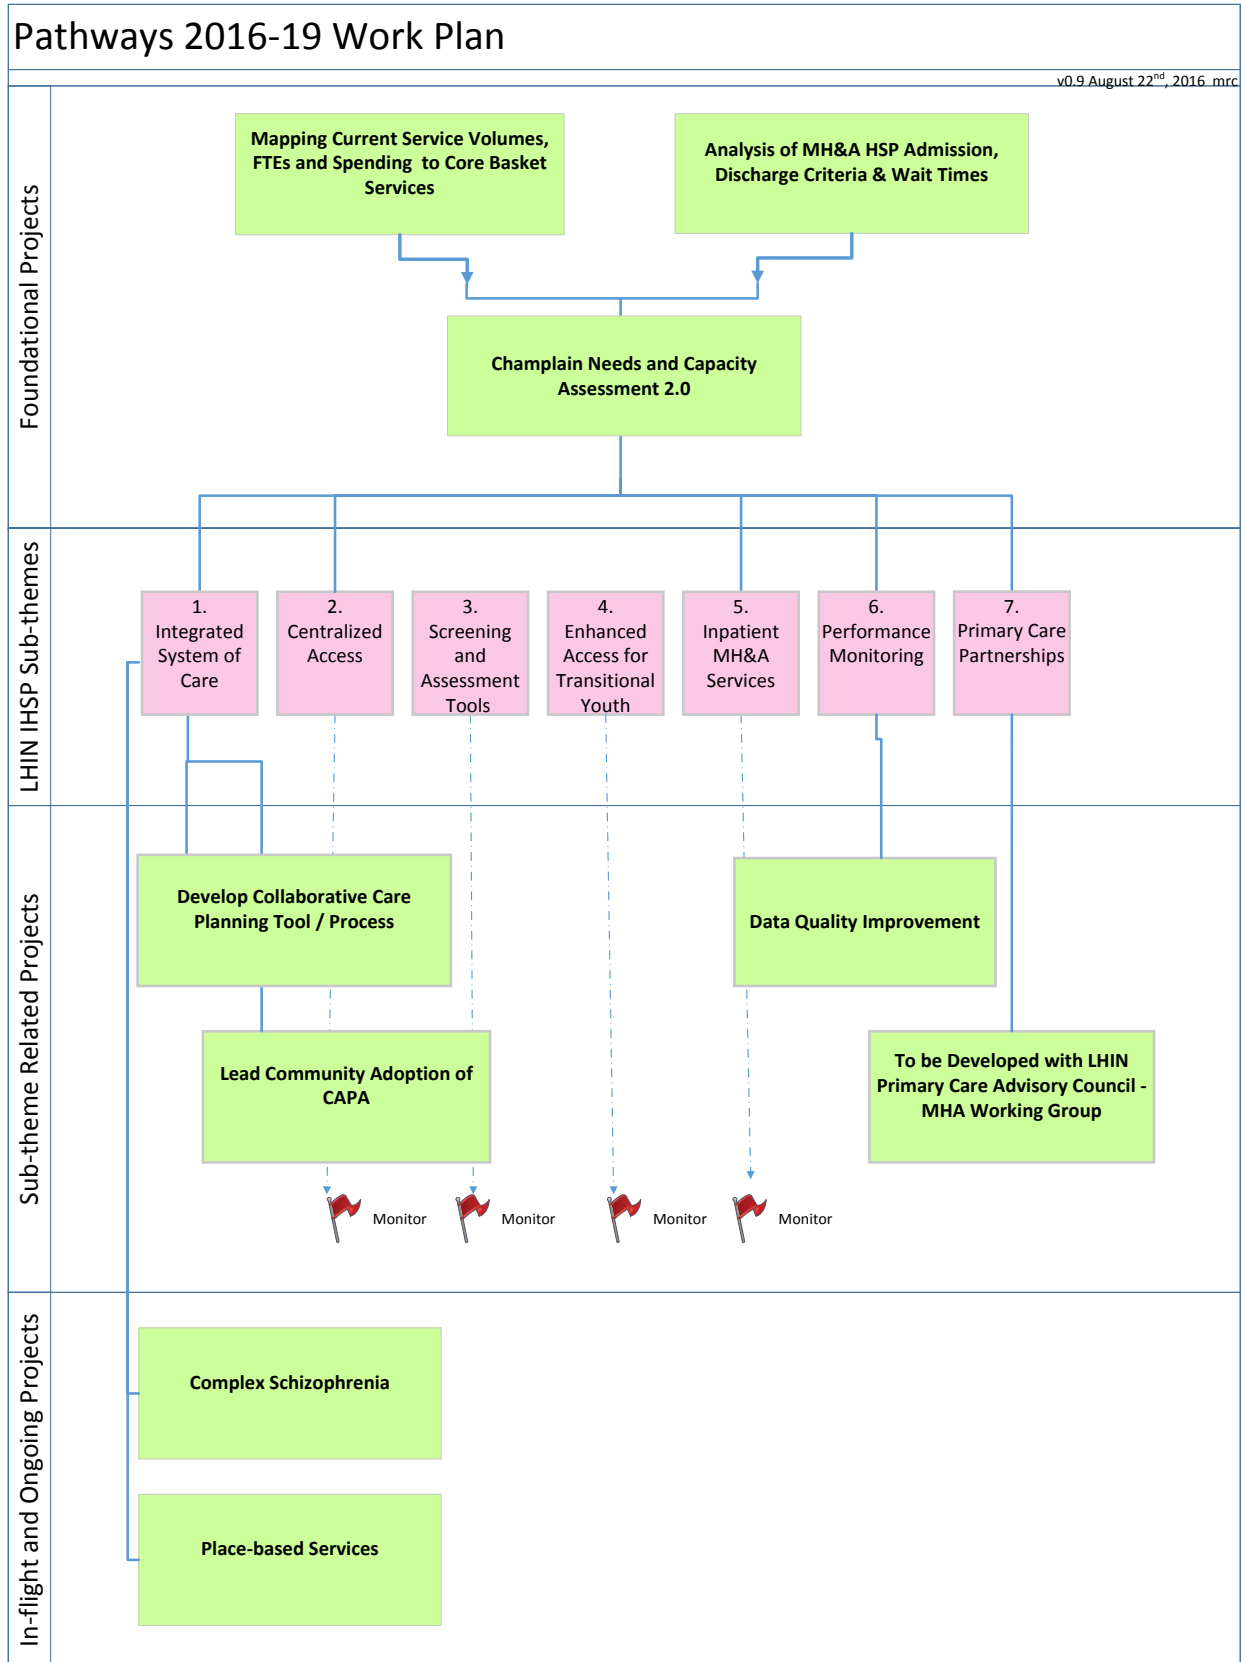 Pathways 2016-19 Work Plan
v0.9 August 22nd, 2016 mrc
Foundational Projects
Mapping Current Service Volumes,
FTEs and Spending to Core Basket
Services
Analysis of MH&A HSP Admission,
Discharge Criteria & Wait Times
Champlain Needs and Capacity
Assessment 2.0
LHIN IHSP Sub-themes
1.
Integrated
System of
Care
2.
Centralized
Access
3.
Screening
and
Assessment
Tools
4.
Enhanced
Access for
Transitional
Youth
5.
Inpatient
MH&A
Services
6.
Performance
Monitoring
7.
Primary Care
Partnerships
Sub-theme Related Projects
Develop Collaborative Care
Planning Tool / Process
Data Quality Improvement
Lead Community Adoption of
CAPA
To be Developed with LHIN
Primary Care Advisory Council -
MHA Working Group
Monitor
Monitor
Monitor
Monitor
In-flight and Ongoing Projects
Complex Schizophrenia
Place-based Services